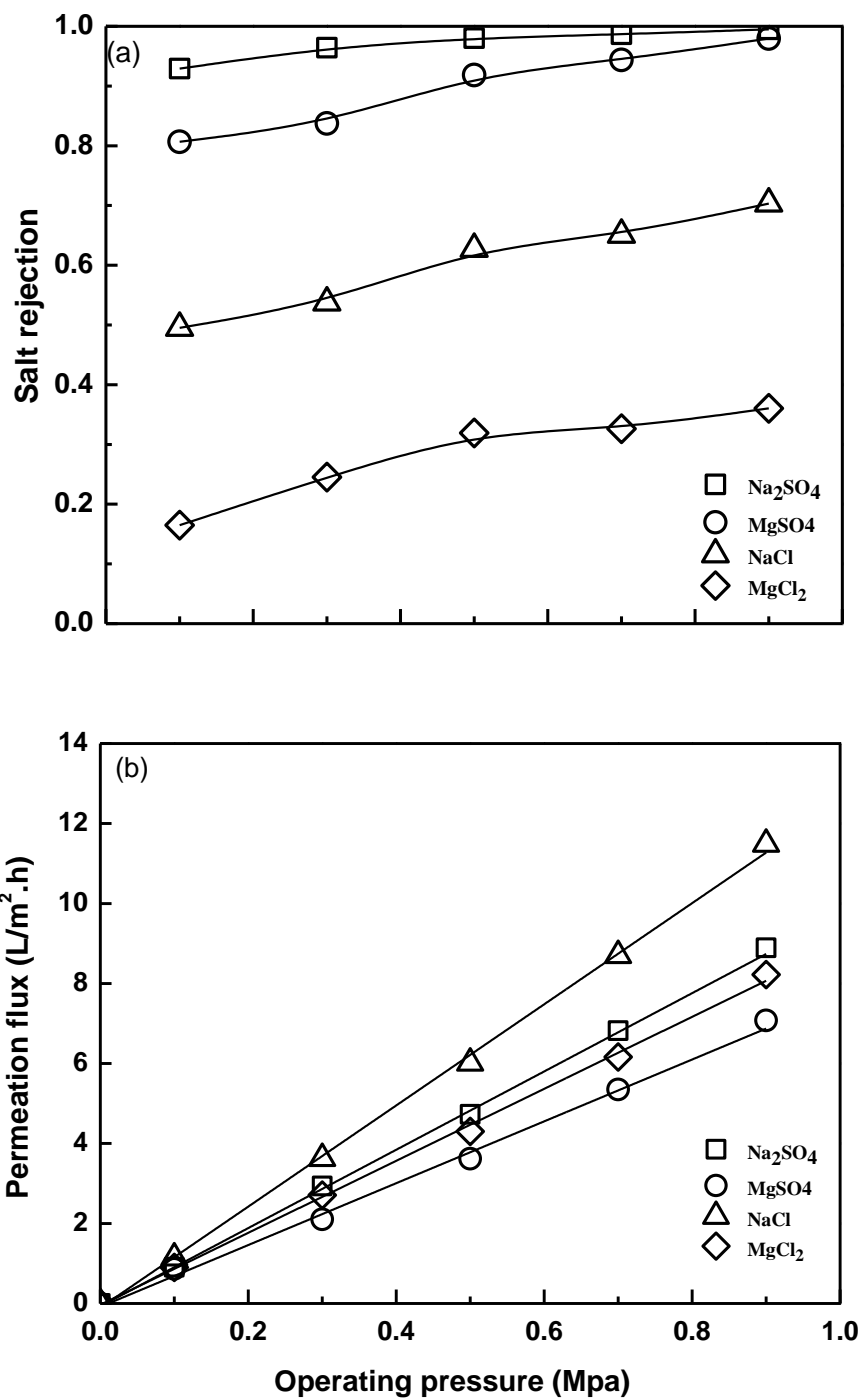 (a)
1.0
0.8
0.6
0.4
0.2
0.0
Salt rejection
Na2SO4
MgSO4
NaCl
MgCl2
(b)
14
12
10
8
6
4
2
0
Permeation flux (L/m².h)
Na2SO4
MgSO4
NaCl
MgCl2
0.0 0.2 0.4 0.6 0.8 1.0
Operating pressure (Mpa)